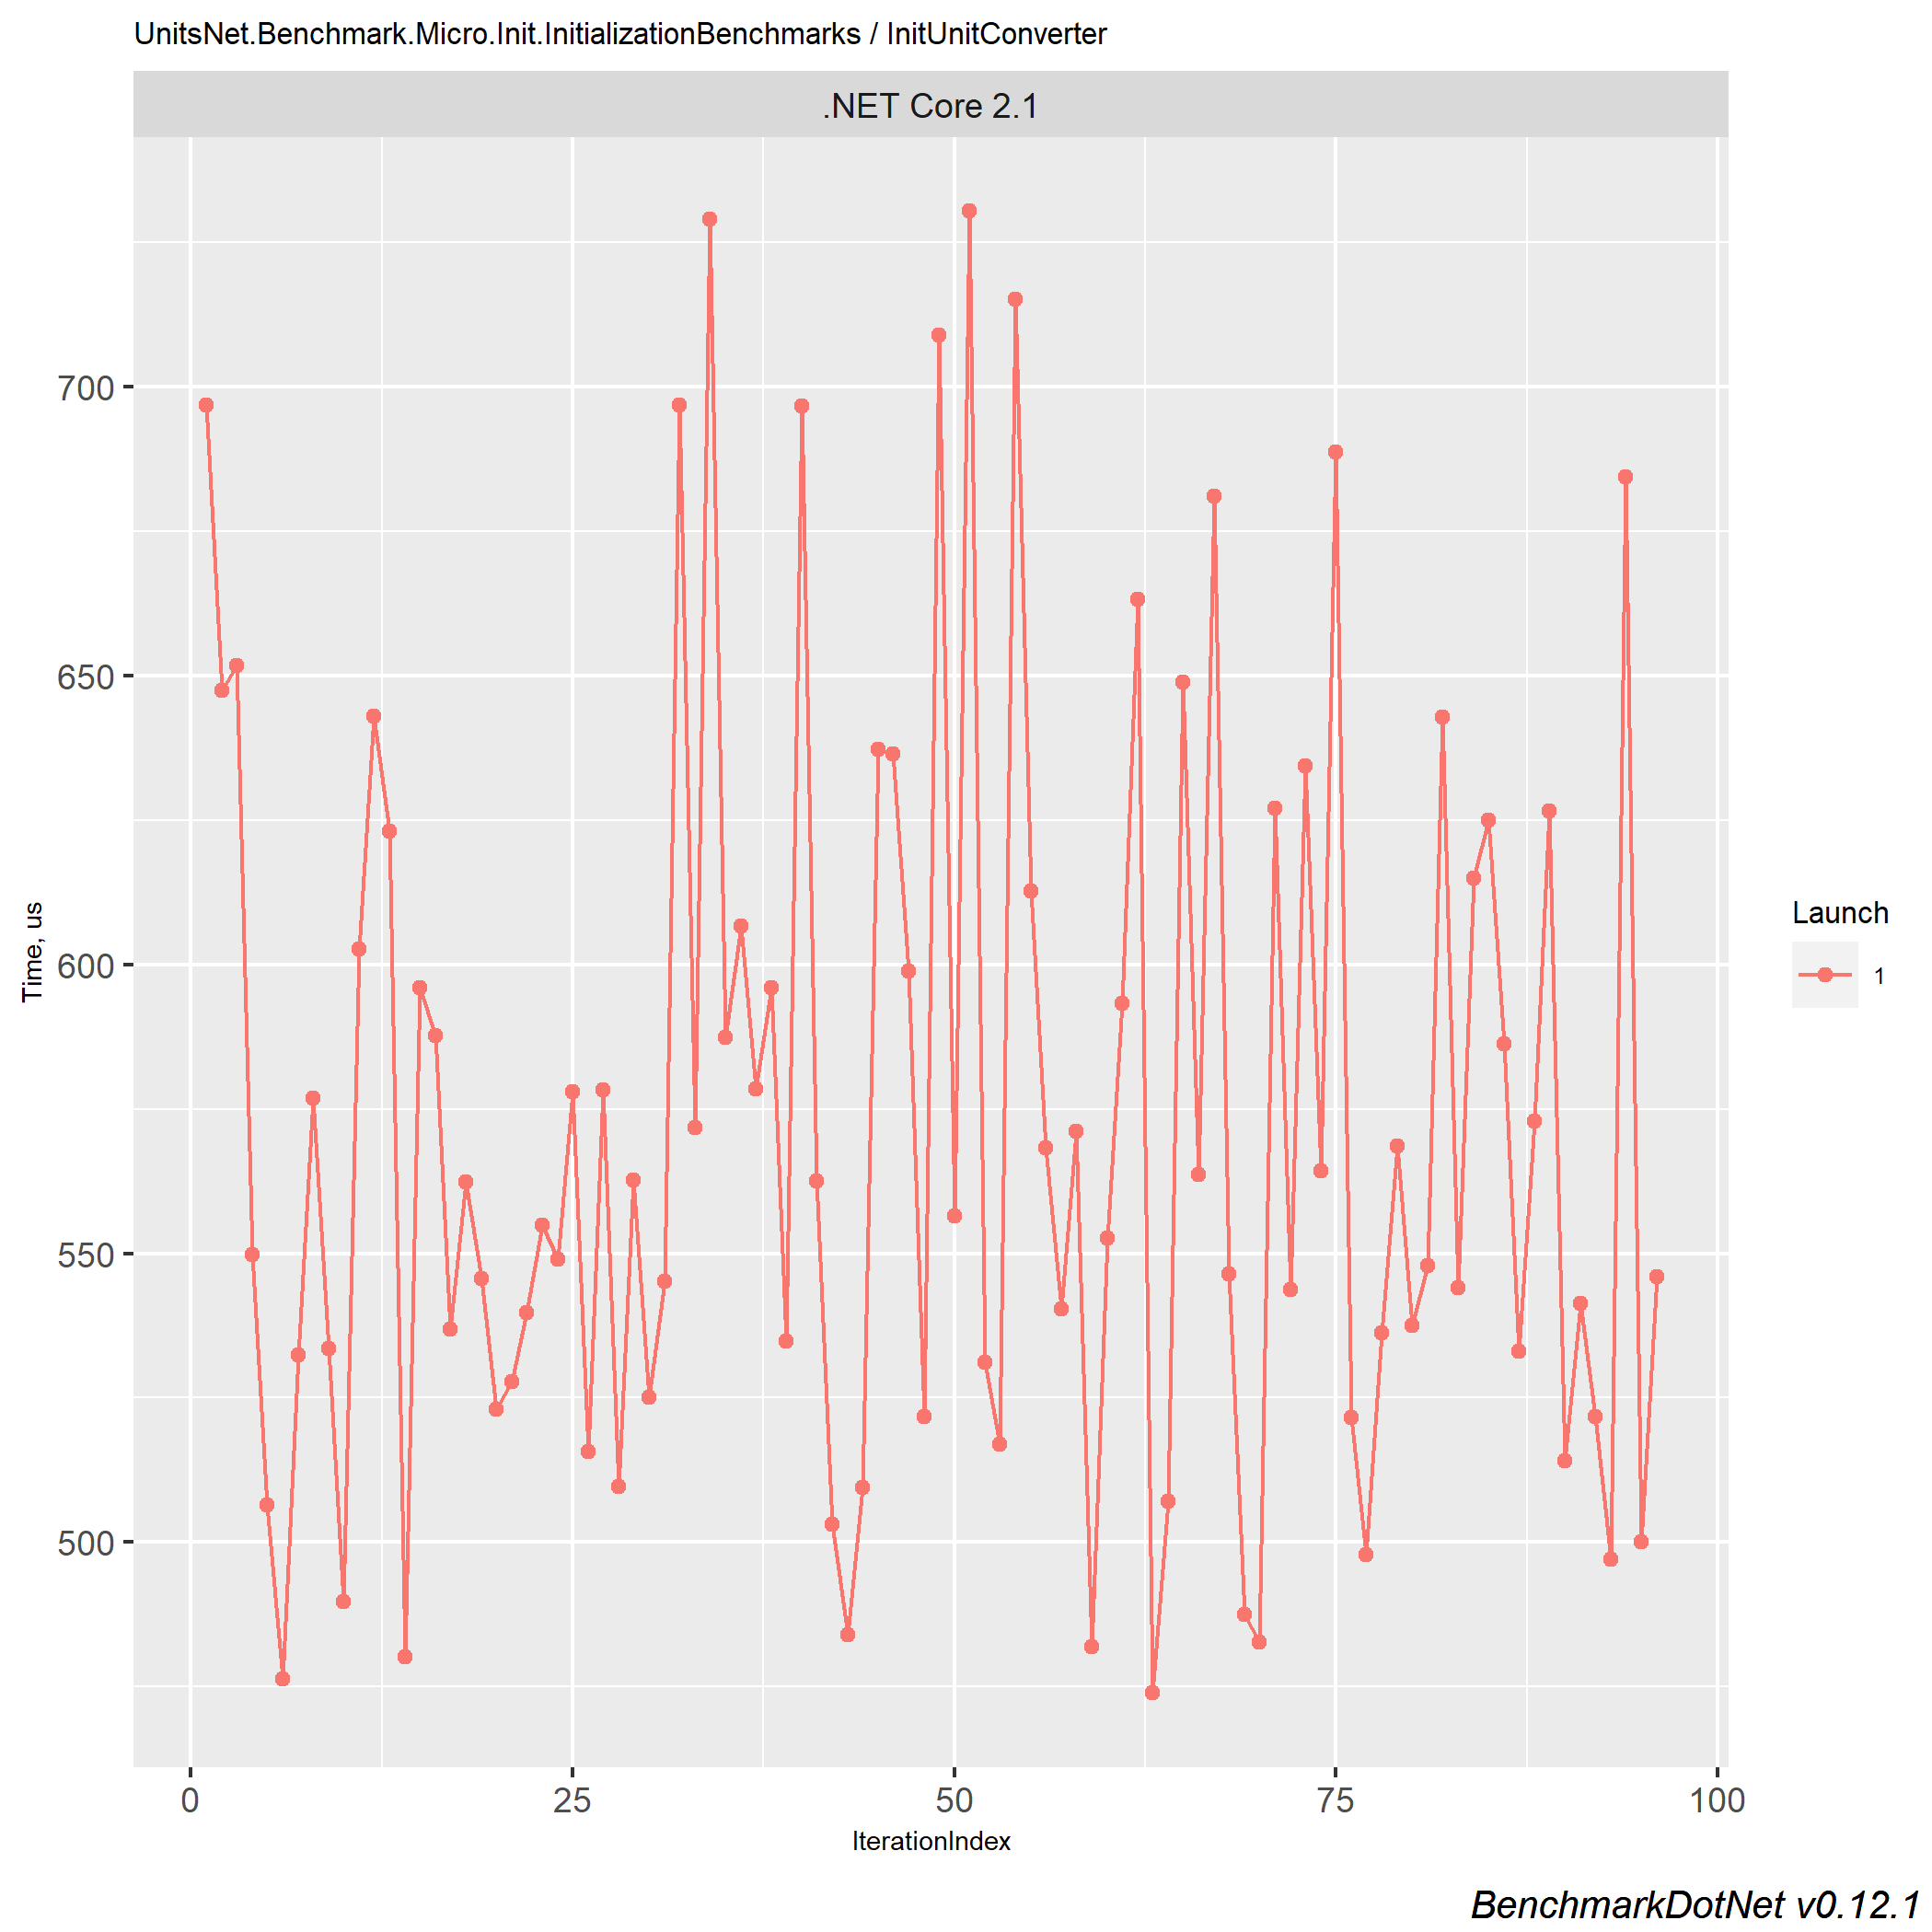 UnitsNet.Benchmark.Micro.Init.InitializationBenchmarks / InitUnitConverter
.NET Core 2.1
Time, us
700
650
600
550
500
0 25 50 75 100
IterationIndex
Launch
1
BenchmarkDotNet v0.12.1